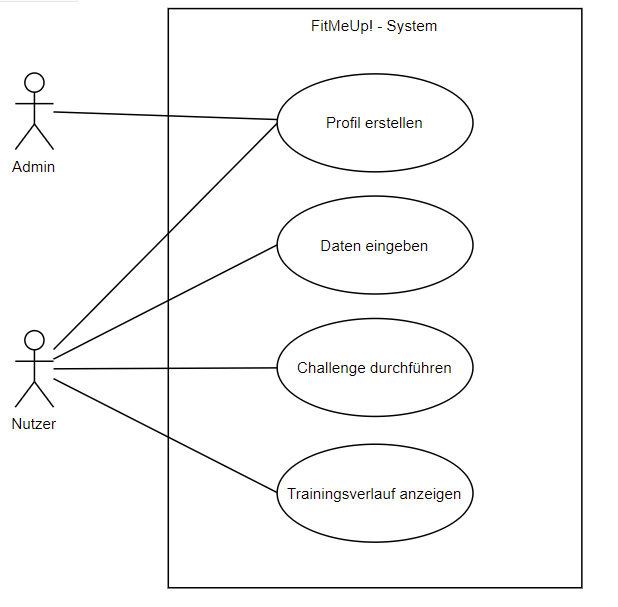 FitMeUp! - System
Admin
Profil erstellen
Daten eingeben
Challenge durchführen
Nutzer
Trainingsverlauf anzeigen